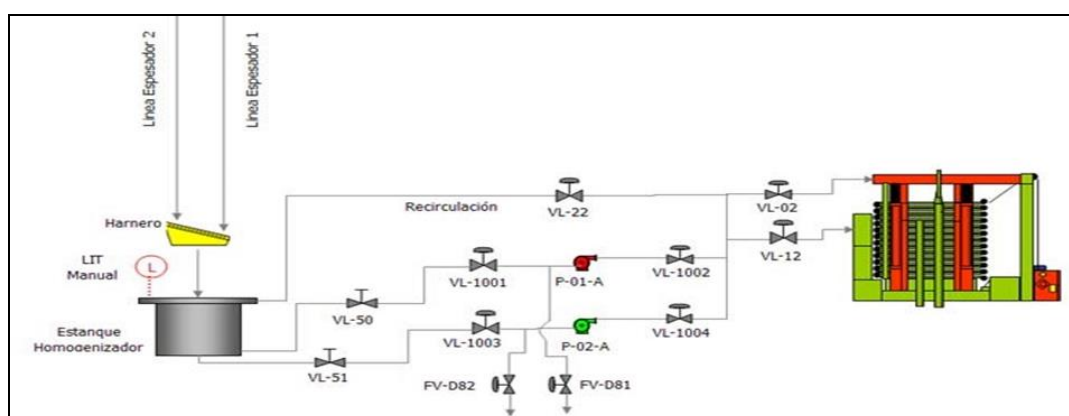 Linea Espesador 2
Linea Espesador 1
Harnero
LIT
Manual
L
Estanque
Homogenizador
Recirculación
VL-22
VL-02
VL-12
VL-1001
P-01-A
VL-1002
VL-50
VL-1003
P-02-A
VL-1004
VL-51
FV-D82
FV-D81